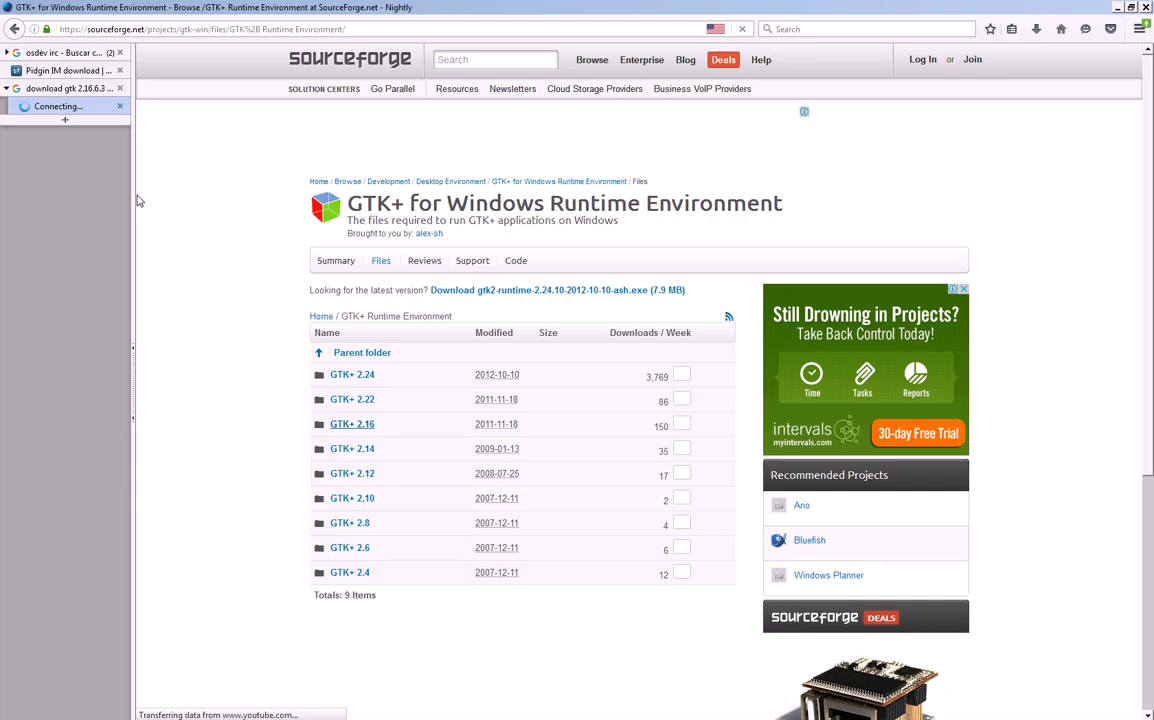 GTK+ for Windows Runtime Environment - Browse /GTK+ Runtime Environment at SourceForge.net - Nightly
https://sourceforge.net/projects/gtk-win/files/GTK%2B Runtime Environment/
Search
osdev irc - Buscar c... (2)
Pidgin IM download | ...
download gtk 2.16.6.3 ...
Connecting...
sourceforge
Search
Browse
Enterprise
Blog
Deals
Help
Log In or Join
SOLUTION CENTERS
Go Parallel
Resources
Newsletters
Cloud Storage Providers
Business VoIP Providers
Home / Browse / Development / Desktop Environment / GTK+ for Windows Runtime Environment / Files
GTK+ for Windows Runtime Environment
The files required to run GTK+ applications on Windows
Brought to you by: alex-sh
Summary
Files
Reviews
Support
Code
Looking for the latest version? Download gtk2-runtime-2.24.10-2012-10-10-ash.exe (7.9 MB)
Home / GTK+ Runtime Environment
Name Modified Size Downloads / Week
Parent folder
GTK+ 2.24 2012-10-10 3,769
GTK+ 2.22 2011-11-18 86
GTK+ 2.16 2011-11-18 150
GTK+ 2.14 2009-01-13 35
GTK+ 2.12 2008-07-25 17
GTK+ 2.10 2007-12-11 2
GTK+ 2.8 2007-12-11 4
GTK+ 2.6 2007-12-11 6
GTK+ 2.4 2007-12-11 12
Totals: 9 Items
Still Drowning in Projects?
Take Back Control Today!
Time
Tasks
Reports
intervals
myintervals.com
30-day Free Trial
Recommended Projects
Ario
Bluefish
Windows Planner
sourceforge DEALS
Transferring data from www.youtube.com...